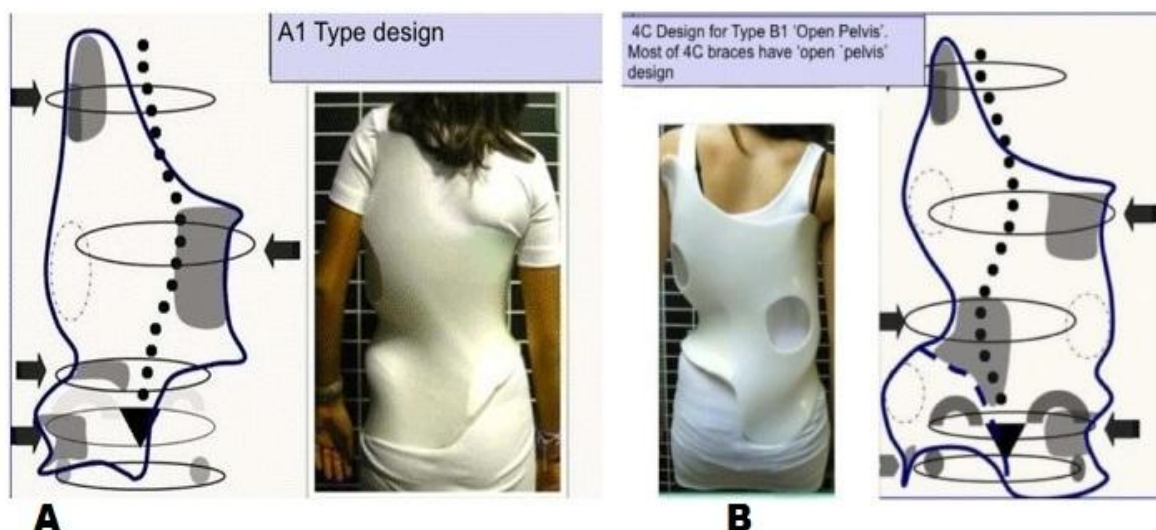 A1 Type design
4C Design for Type B1 'Open Pelvis'.
Most of 4C braces have 'open `pelvis'
design
A
B